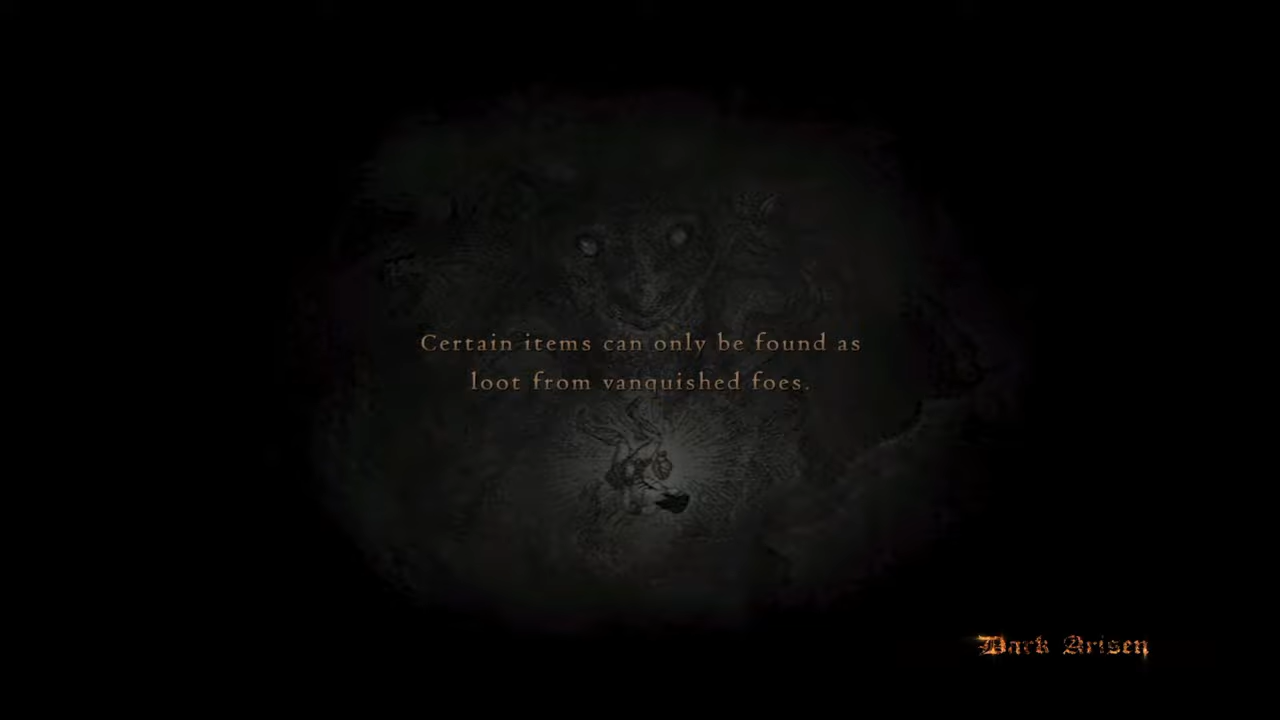 Certain items can only be found as
loot from vanquished foes.
Dark Arisen